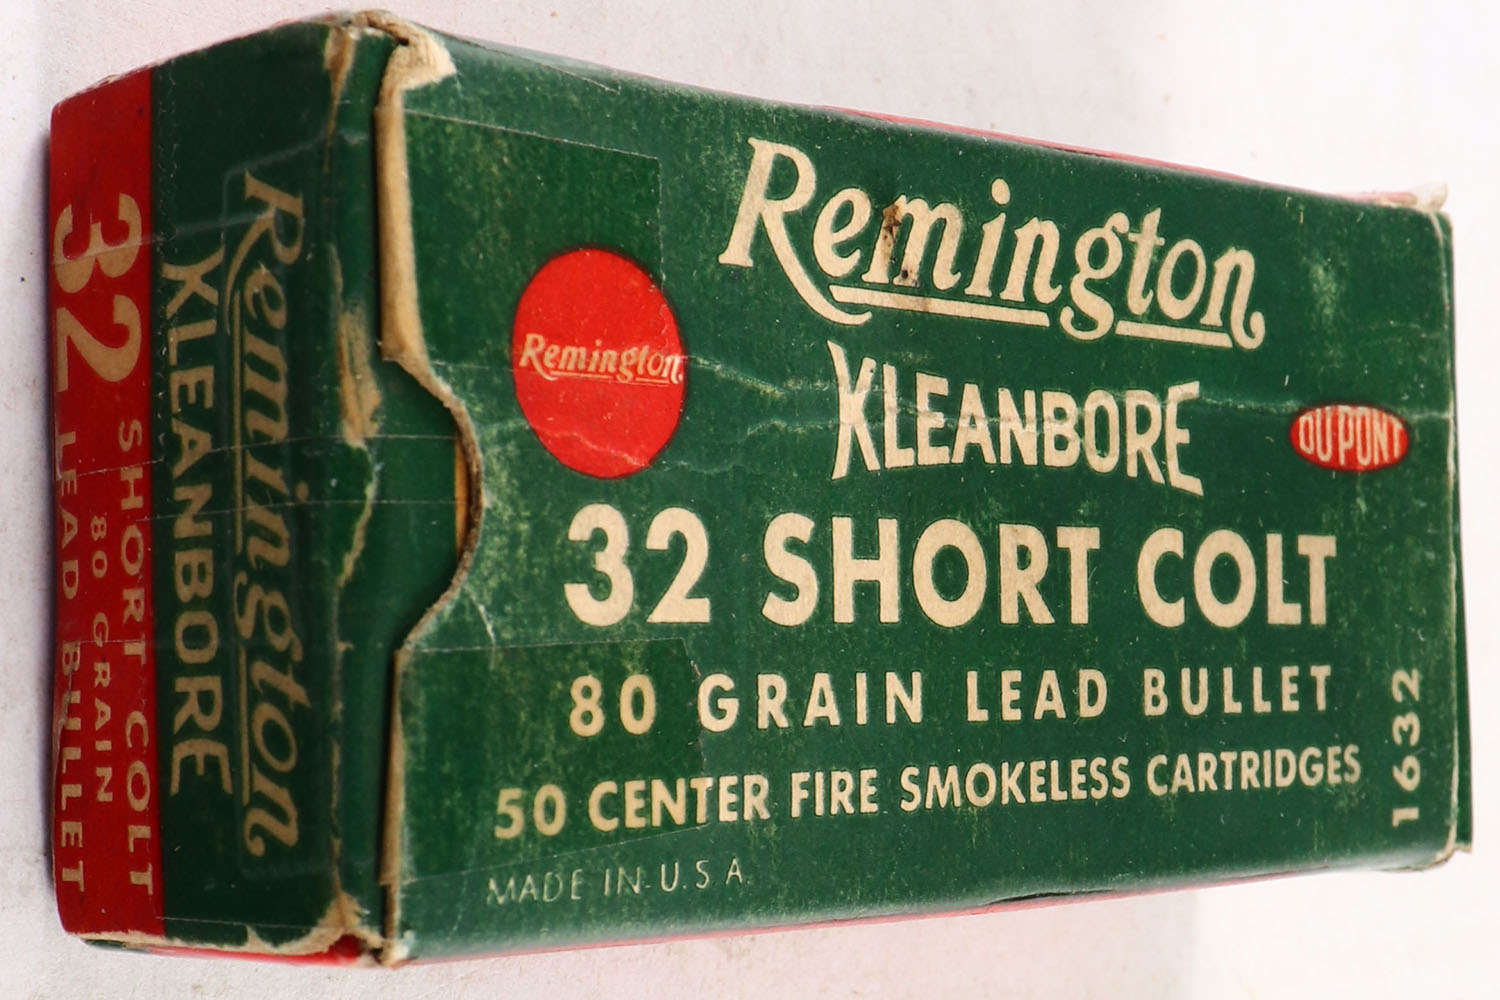 Remington
Remington
KLEANBORE
DU PONT
32 SHORT COLT
80 GRAIN LEAD BULLET
50 CENTER FIRE SMOKELESS CARTRIDGES
MADE IN U.S.A.
1632
Remington
KLEANBORE
32 SHORT COLT
80 GRAIN
32 LEAD BULLET